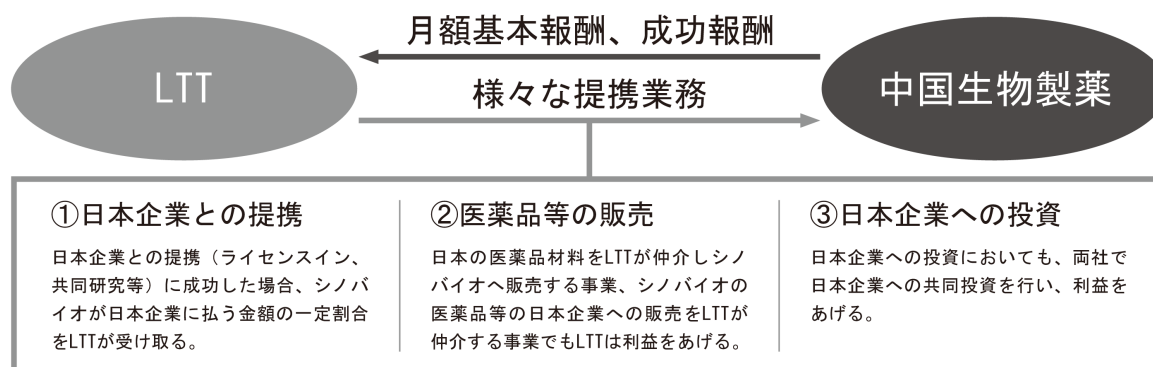 月額基本報酬、成功報酬
LTT
中国生物製薬
様々な提携業務
①日本企業との提携
日本企業との提携（ライセンスイン、
共同研究等）に成功した場合、シノバ
イオが日本企業に払う金額の一定割合
をLTTが受け取る。
②医薬品等の販売
日本の医薬品材料をLTTが仲介しシノ
バイオへ販売する事業、シノバイオの
医薬品等の日本企業への販売をLTTが
仲介する事業でもLTTは利益をあげる。
③日本企業への投資
日本企業への投資においても、両社で
日本企業への共同投資を行い、利益を
あげる。